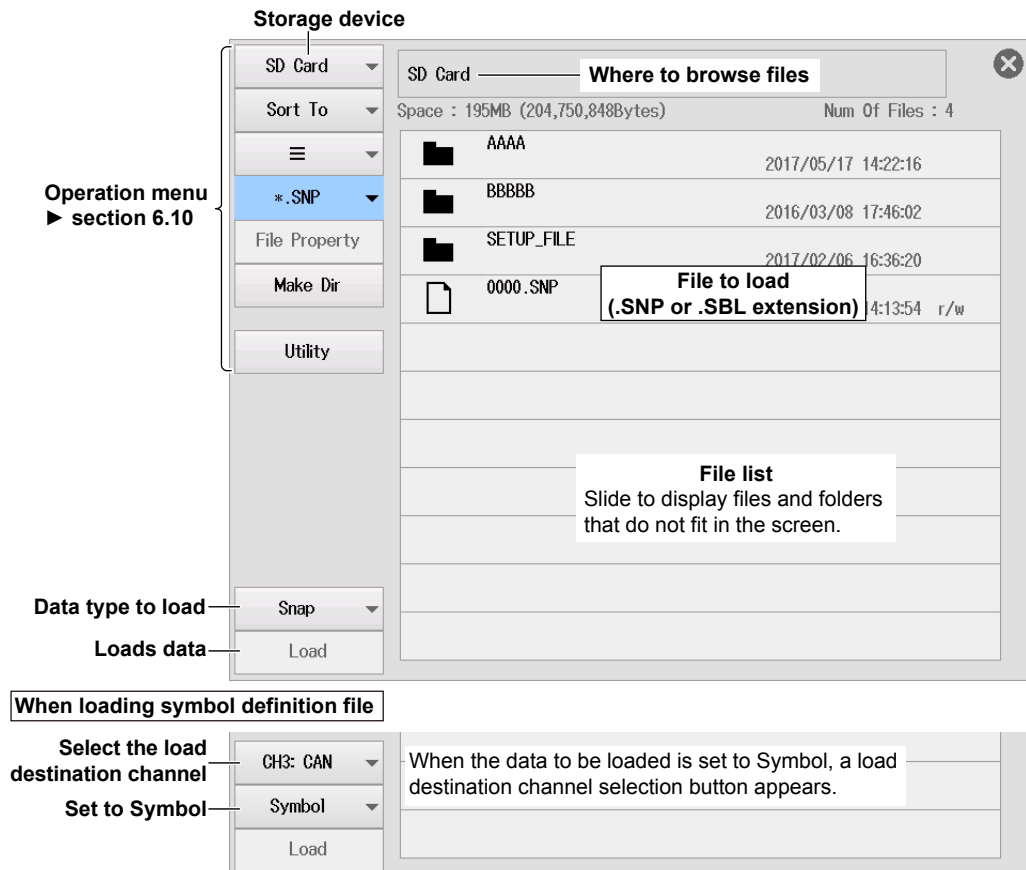 Storage device
SD Card
SD Card
Where to browse files
Sort To
Space : 195MB (204,750,848Bytes)
Num Of Files : 4
≡
AAAA
2017/05/17 14:22:16
Operation menu
► section 6.10
*.SNP
BBBBB
2016/03/08 17:46:02
File Property
SETUP_FILE
2017/02/06 16:36:20
Make Dir
0000.SNP
File to load
(.SNP or .SBL extension)
14:13:54 r/w
Utility
File list
Slide to display files and folders
that do not fit in the screen.
Data type to load
Snap
Loads data
Load
When loading symbol definition file
Select the load
destination channel
CH3: CAN
When the data to be loaded is set to Symbol, a load
destination channel selection button appears.
Set to Symbol
Symbol
Load